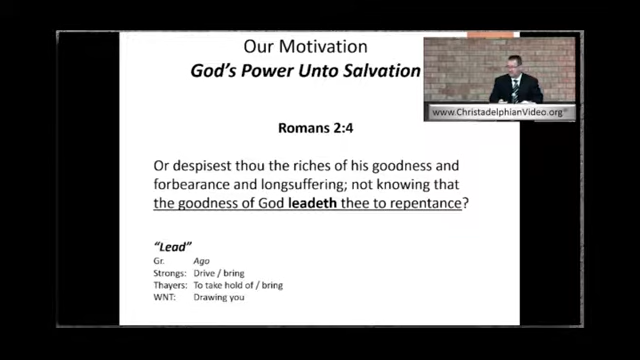 Our Motivation
God's Power Unto Salvation
www.ChristadelphianVideo.org
Romans 2:4
Or despisest thou the riches of his goodness and
forbearance and longsuffering; not knowing that
the goodness of God leadeth thee to repentance?
"Lead"
Gr. Ago
Strongs: Drive / bring
Thayers: To take hold of / bring
WNT: Drawing you